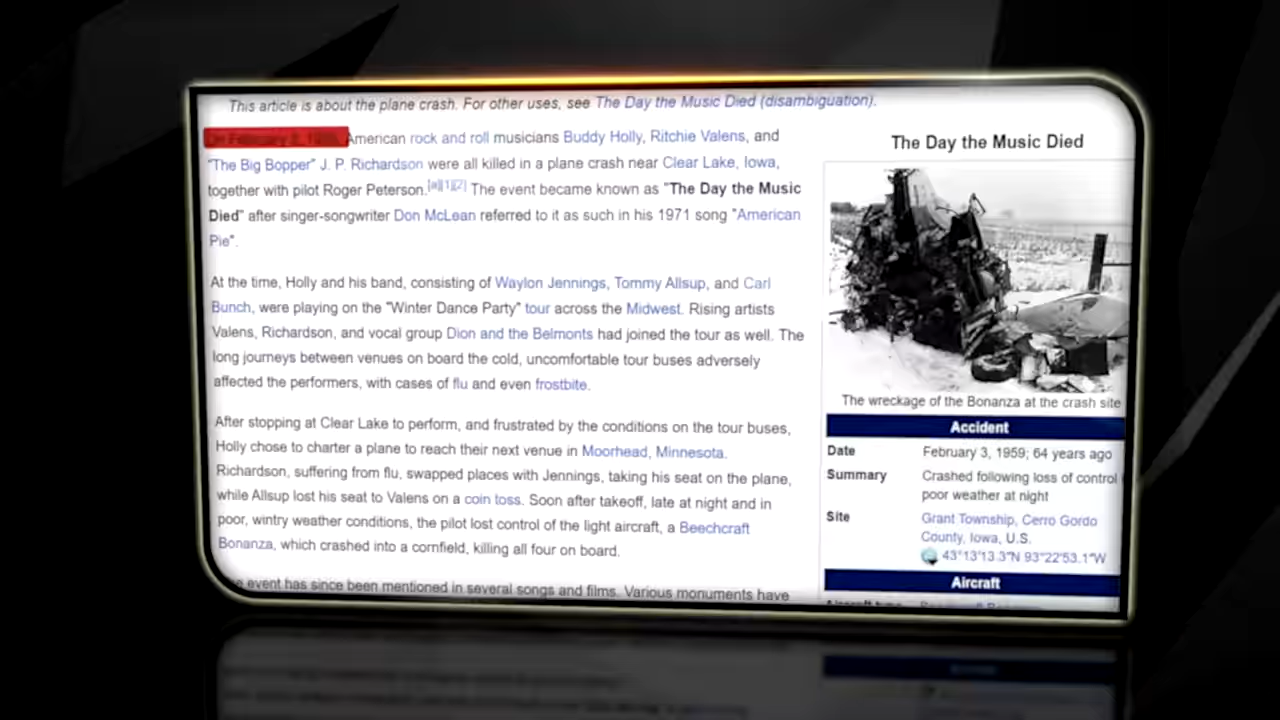 This article is about the plane crash. For other uses, see The Day the Music Died (disambiguation).
On February 3, 1959, American rock and roll musicians Buddy Holly, Ritchie Valens, and
"The Big Bopper" J. P. Richardson were all killed in a plane crash near Clear Lake, Iowa,
together with pilot Roger Peterson.[a][1][2] The event became known as "The Day the Music
Died" after singer-songwriter Don McLean referred to it as such in his 1971 song "American
Pie".
At the time, Holly and his band, consisting of Waylon Jennings, Tommy Allsup, and Carl
Bunch, were playing on the "Winter Dance Party" tour across the Midwest. Rising artists
Valens, Richardson, and vocal group Dion and the Belmonts had joined the tour as well. The
long journeys between venues on board the cold, uncomfortable tour buses adversely
affected the performers, with cases of flu and even frostbite.
After stopping at Clear Lake to perform, and frustrated by the conditions on the tour buses,
Holly chose to charter a plane to reach their next venue in Moorhead, Minnesota.
Richardson, suffering from flu, swapped places with Jennings, taking his seat on the plane,
while Allsup lost his seat to Valens on a coin toss. Soon after takeoff, late at night and in
poor, wintry weather conditions, the pilot lost control of the light aircraft, a Beechcraft
Bonanza, which crashed into a cornfield, killing all four on board.
event has since been mentioned in several songs and films. Various monuments have
The Day the Music Died
The wreckage of the Bonanza at the crash site
Accident
Date February 3, 1959; 64 years ago
Summary Crashed following loss of control
poor weather at night
Site Grant Township, Cerro Gordo
County, Iowa, U.S.
43°13′13.3″N 93°22′53.1″W
Aircraft